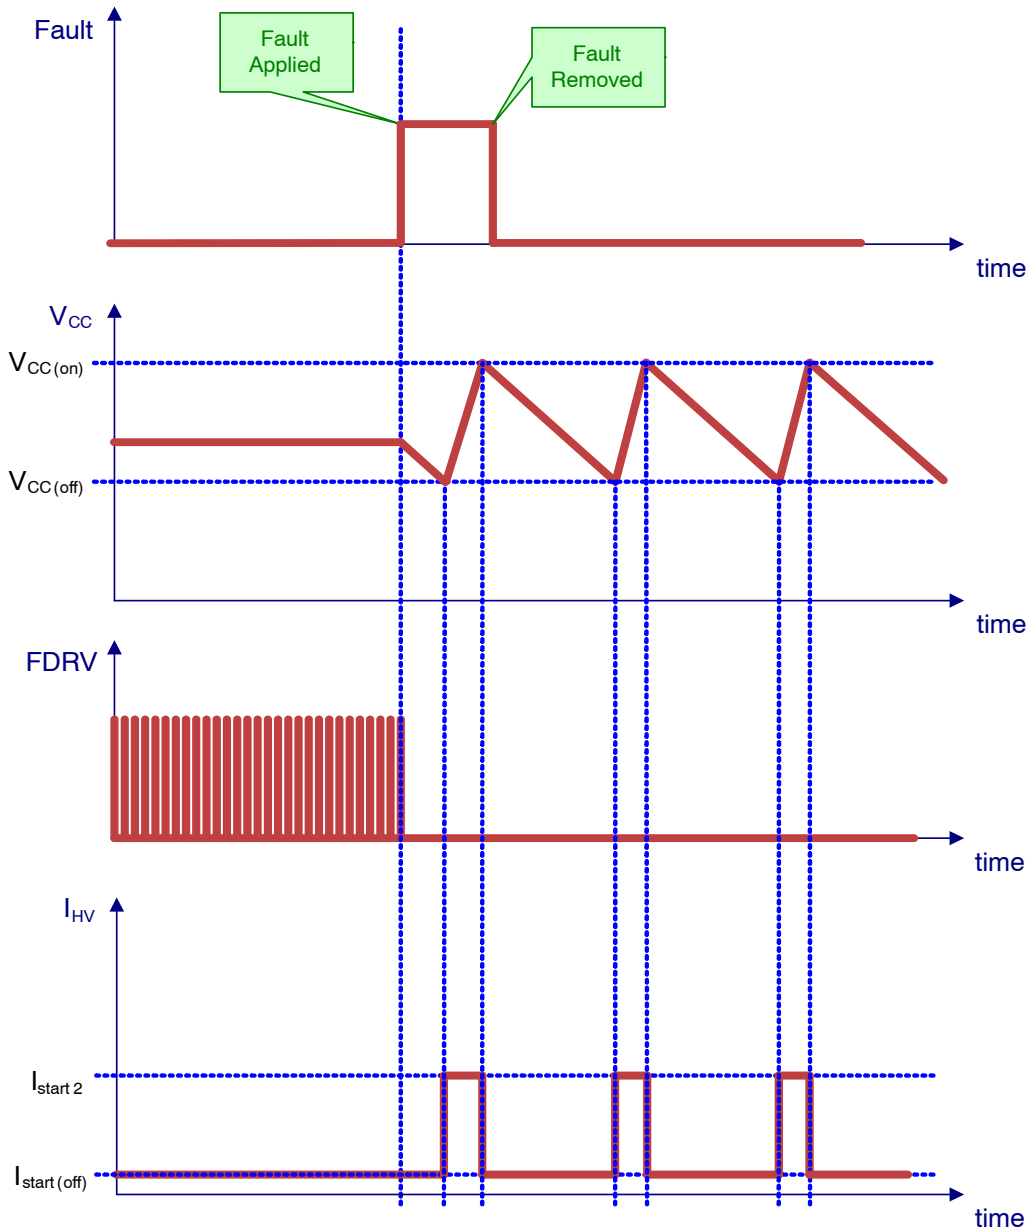 Fault
Fault
Applied
Fault
Removed
time
VCC
VCC (on)
VCC (off)
time
FDRV
time
IHV
Istart 2
Istart (off)
time